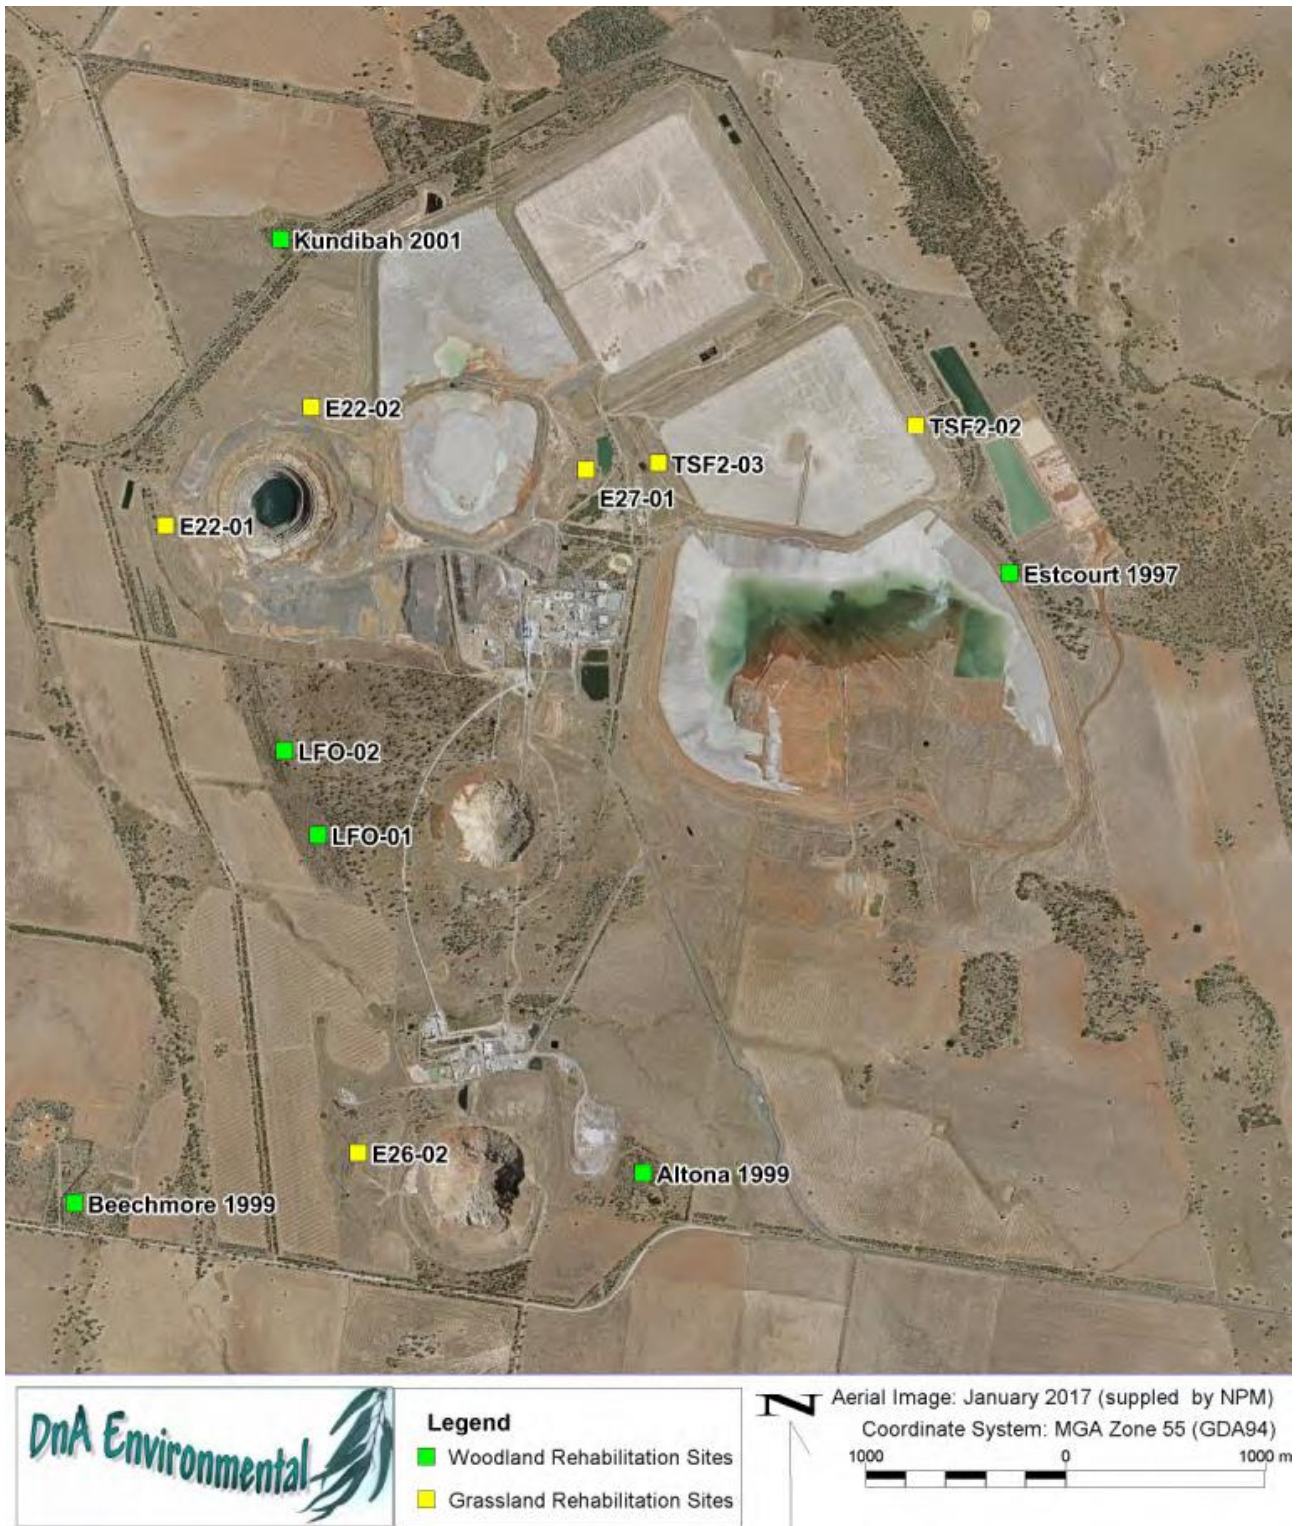 Kundibah 2001
E22-02
TSF2-02
TSF2-03
E27-01
E22-01
Estcourt 1997
LFO-02
LFO-01
E26-02
Altona 1999
Beechmore 1999
DnA Environmental
Legend
Woodland Rehabilitation Sites
Grassland Rehabilitation Sites
N
Aerial Image: January 2017 (suppled by NPM)
Coordinate System: MGA Zone 55 (GDA94)
1000 0 1000 m